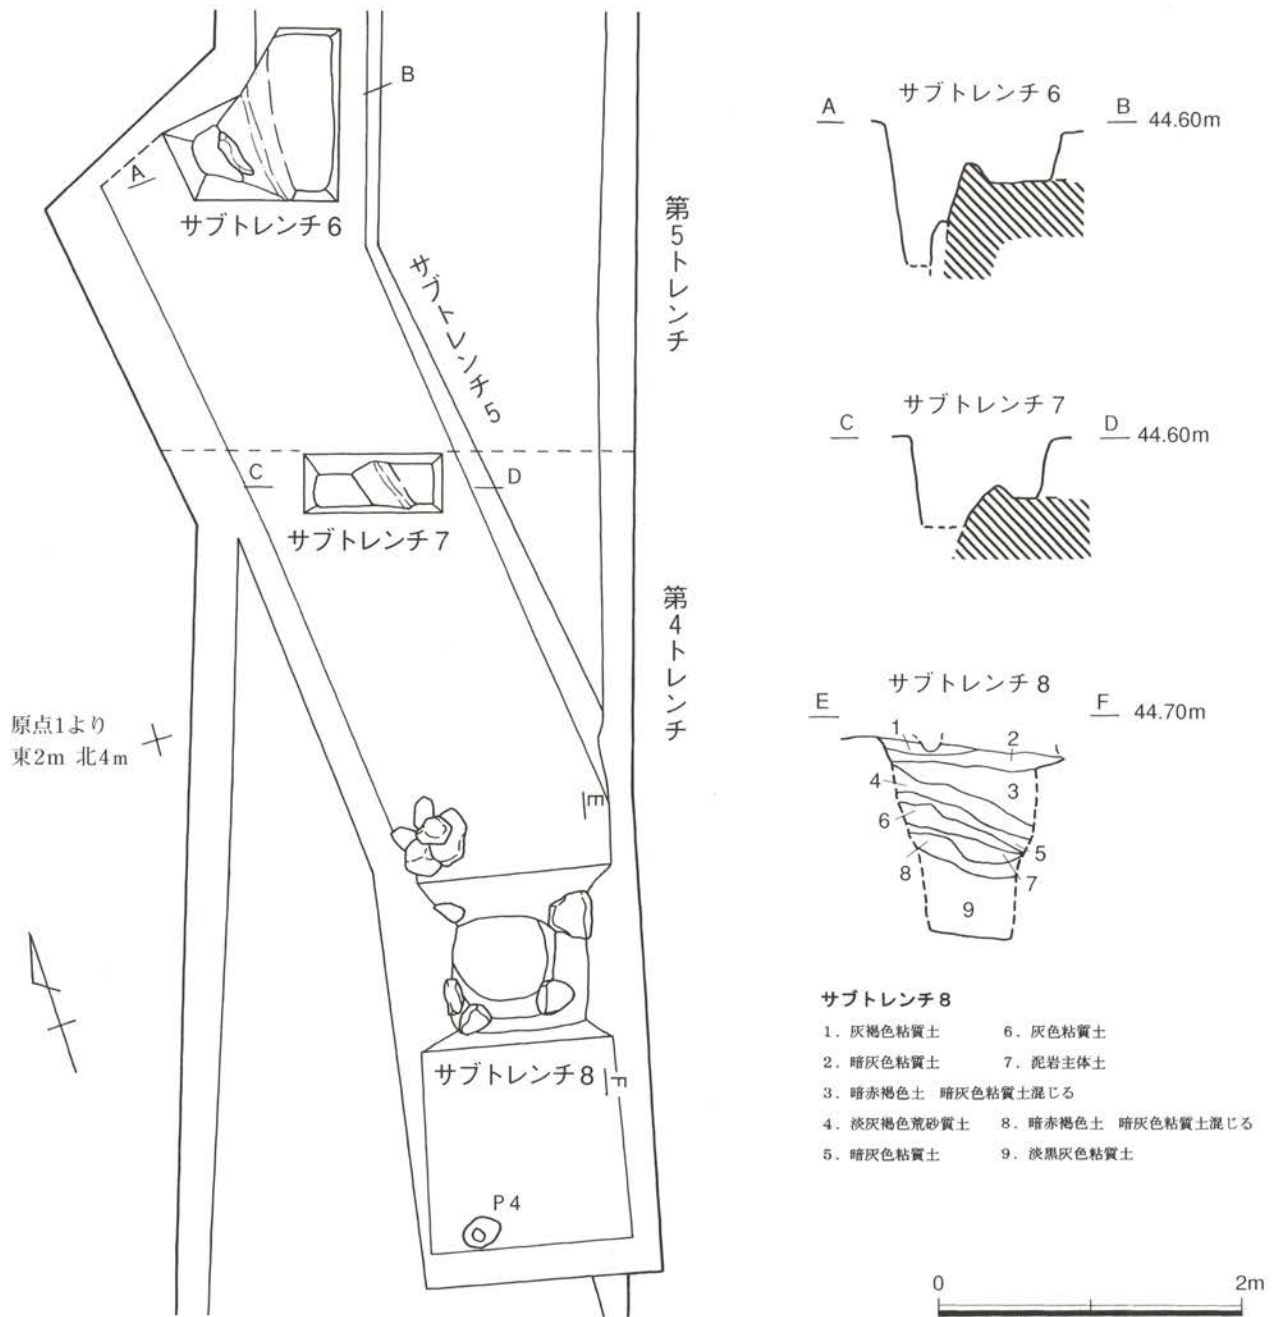 B
A
サブトレンチ6
サブトレンチ5
第5トレンチ
C
D
サブトレンチ7
第4トレンチ
原点1より
東2m 北4m
E
サブトレンチ8
F
P4
サブトレンチ6
A
B 44.60m
サブトレンチ7
C
D 44.60m
サブトレンチ8
E
F 44.70m
1
2
3
4
6
5
8
7
9
サブトレンチ8
1. 灰褐色粘質土 6. 灰色粘質土
2. 暗灰色粘質土 7. 泥岩主体土
3. 暗赤褐色土 暗灰色粘質土混じる
4. 淡灰褐色荒砂質土 8. 暗赤褐色土 暗灰色粘質土混じる
5. 暗灰色粘質土 9. 淡黒灰色粘質土
0 2m